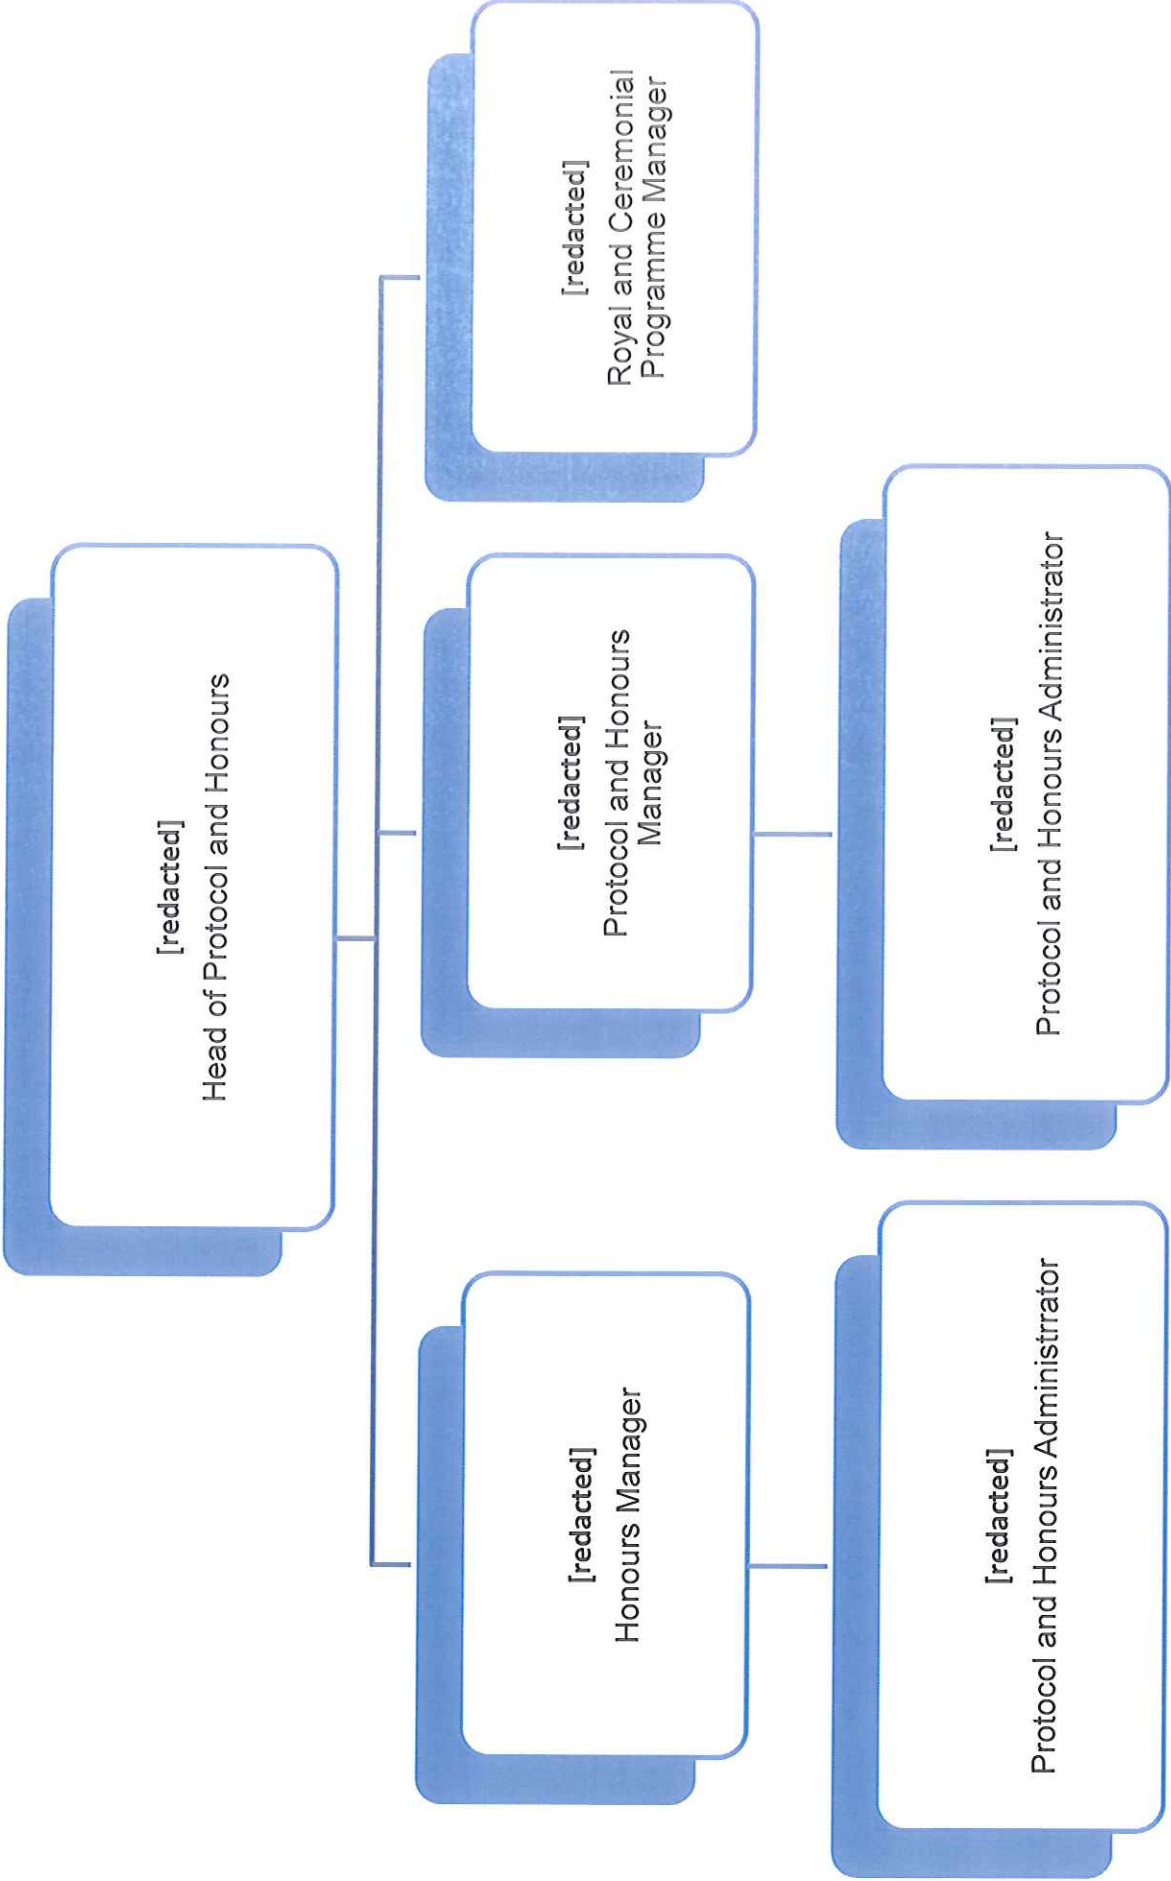 [redacted]
Head of Protocol and Honours
[redacted]
Honours Manager
[redacted]
Protocol and Honours
Manager
[redacted]
Royal and Ceremonial
Programme Manager
[redacted]
Protocol and Honours Administrrator
[redacted]
Protocol and Honours Administrator